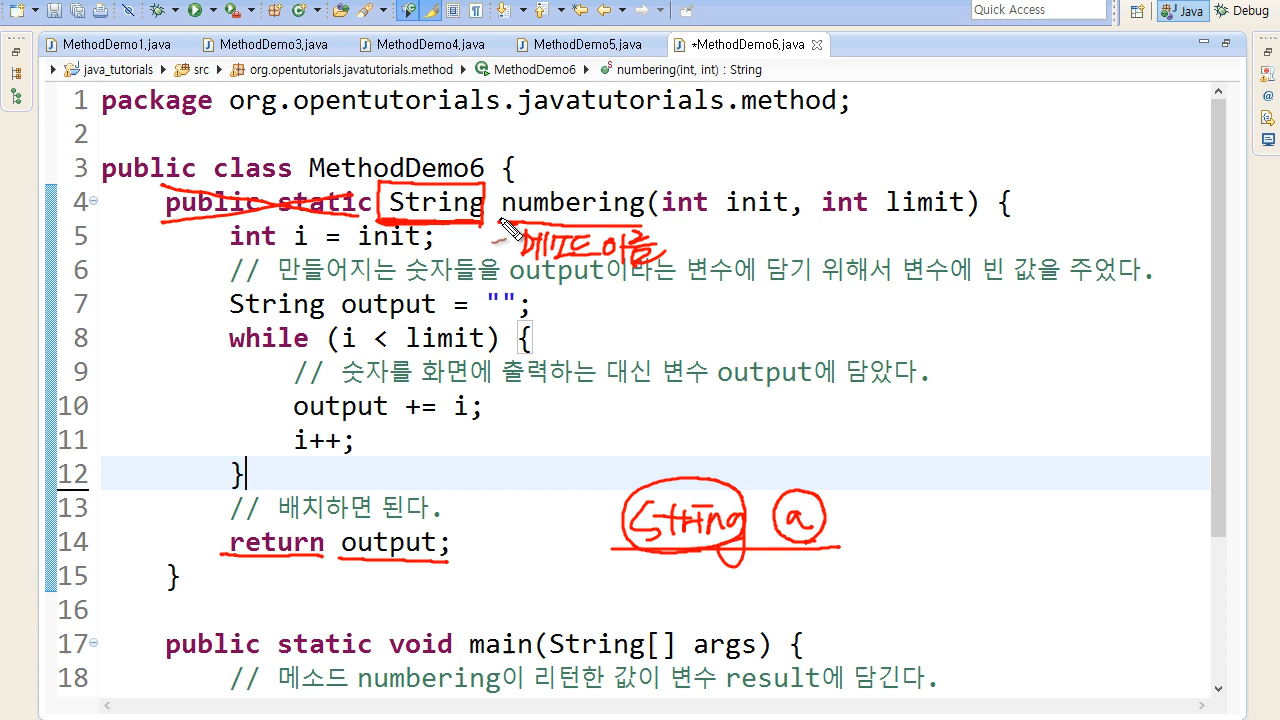 Quick Access
Java
Debug
MethodDemo1.java
MethodDemo3.java
MethodDemo4.java
MethodDemo5.java
*MethodDemo6.java
java_tutorials
src
org.opentutorials.javatutorials.method
MethodDemo6
numbering(int, int) : String
1 package org.opentutorials.javatutorials.method;
2
3 public class MethodDemo6 {
4 public static String numbering(int init, int limit) {
5 int i = init;
메소드 이름
6 // 만들어지는 숫자들을 output이라는 변수에 담기 위해서 변수에 빈 값을 주었다.
7 String output = "";
8 while (i < limit) {
9 // 숫자를 화면에 출력하는 대신 변수 output에 담았다.
10 output += i;
11 i++;
12 }
13 // 배치하면 된다.
String a
14 return output;
15 }
16
17 public static void main(String[] args) {
18 // 메소드 numbering이 리턴한 값이 변수 result에 담긴다.